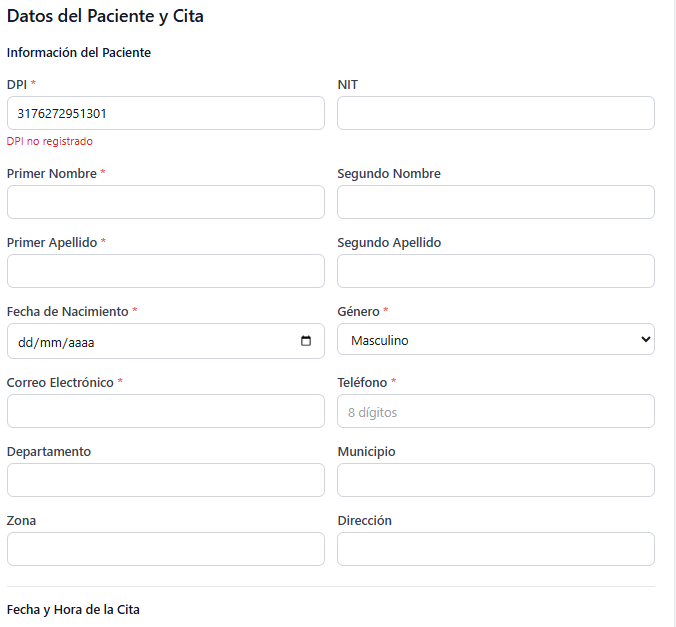 Datos del Paciente y Cita
Información del Paciente
DPI *
NIT
3176272951301
DPI no registrado
Primer Nombre *
Segundo Nombre
Primer Apellido *
Segundo Apellido
Fecha de Nacimiento *
Género *
dd/mm/aaaa
Masculino
Correo Electrónico *
Teléfono *
8 dígitos
Departamento
Municipio
Zona
Dirección
Fecha y Hora de la Cita